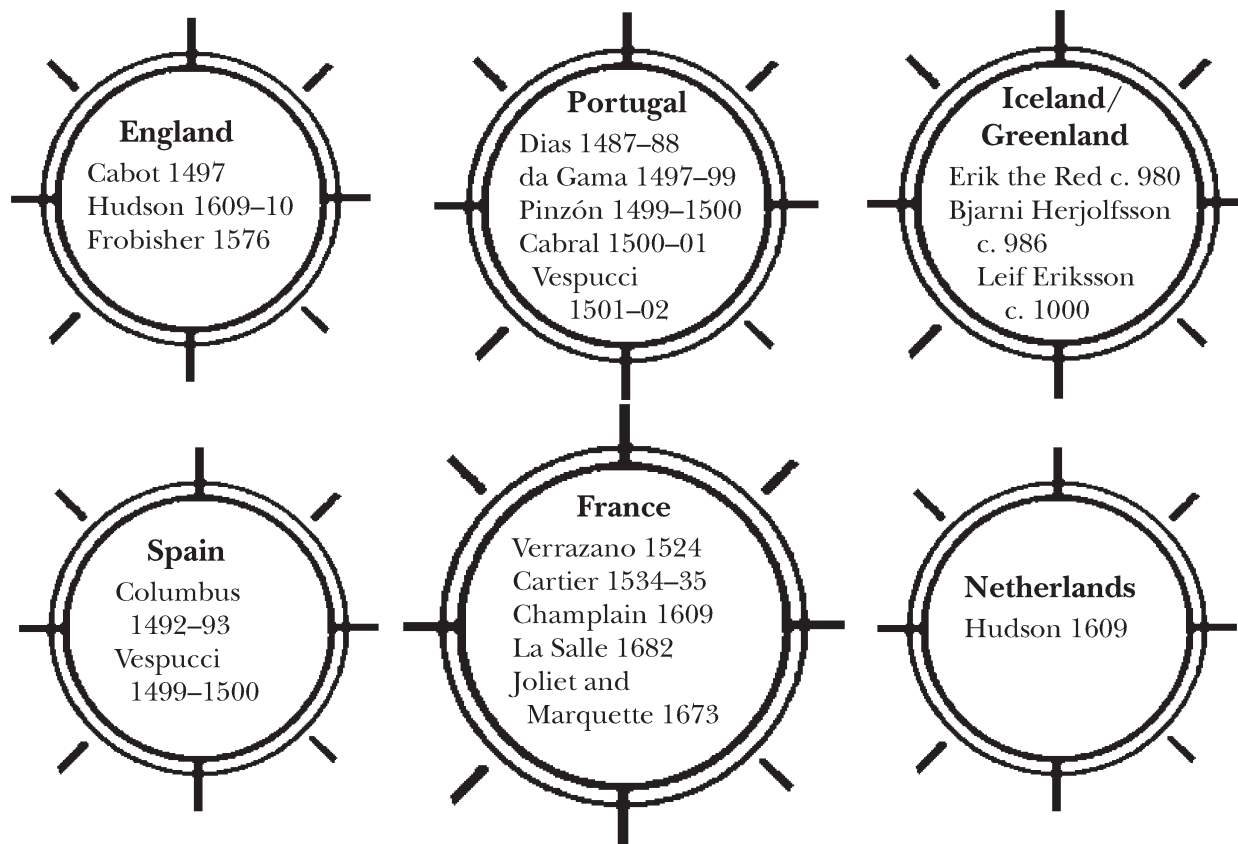 England
Cabot 1497
Hudson 1609–10
Frobisher 1576
Portugal
Dias 1487–88
da Gama 1497–99
Pinzón 1499–1500
Cabral 1500–01
Vespucci
1501–02
Iceland/
Greenland
Erik the Red c. 980
Bjarni Herjolfsson
c. 986
Leif Eriksson
c. 1000
Spain
Columbus
1492–93
Vespucci
1499–1500
France
Verrazano 1524
Cartier 1534–35
Champlain 1609
La Salle 1682
Joliet and
Marquette 1673
Netherlands
Hudson 1609